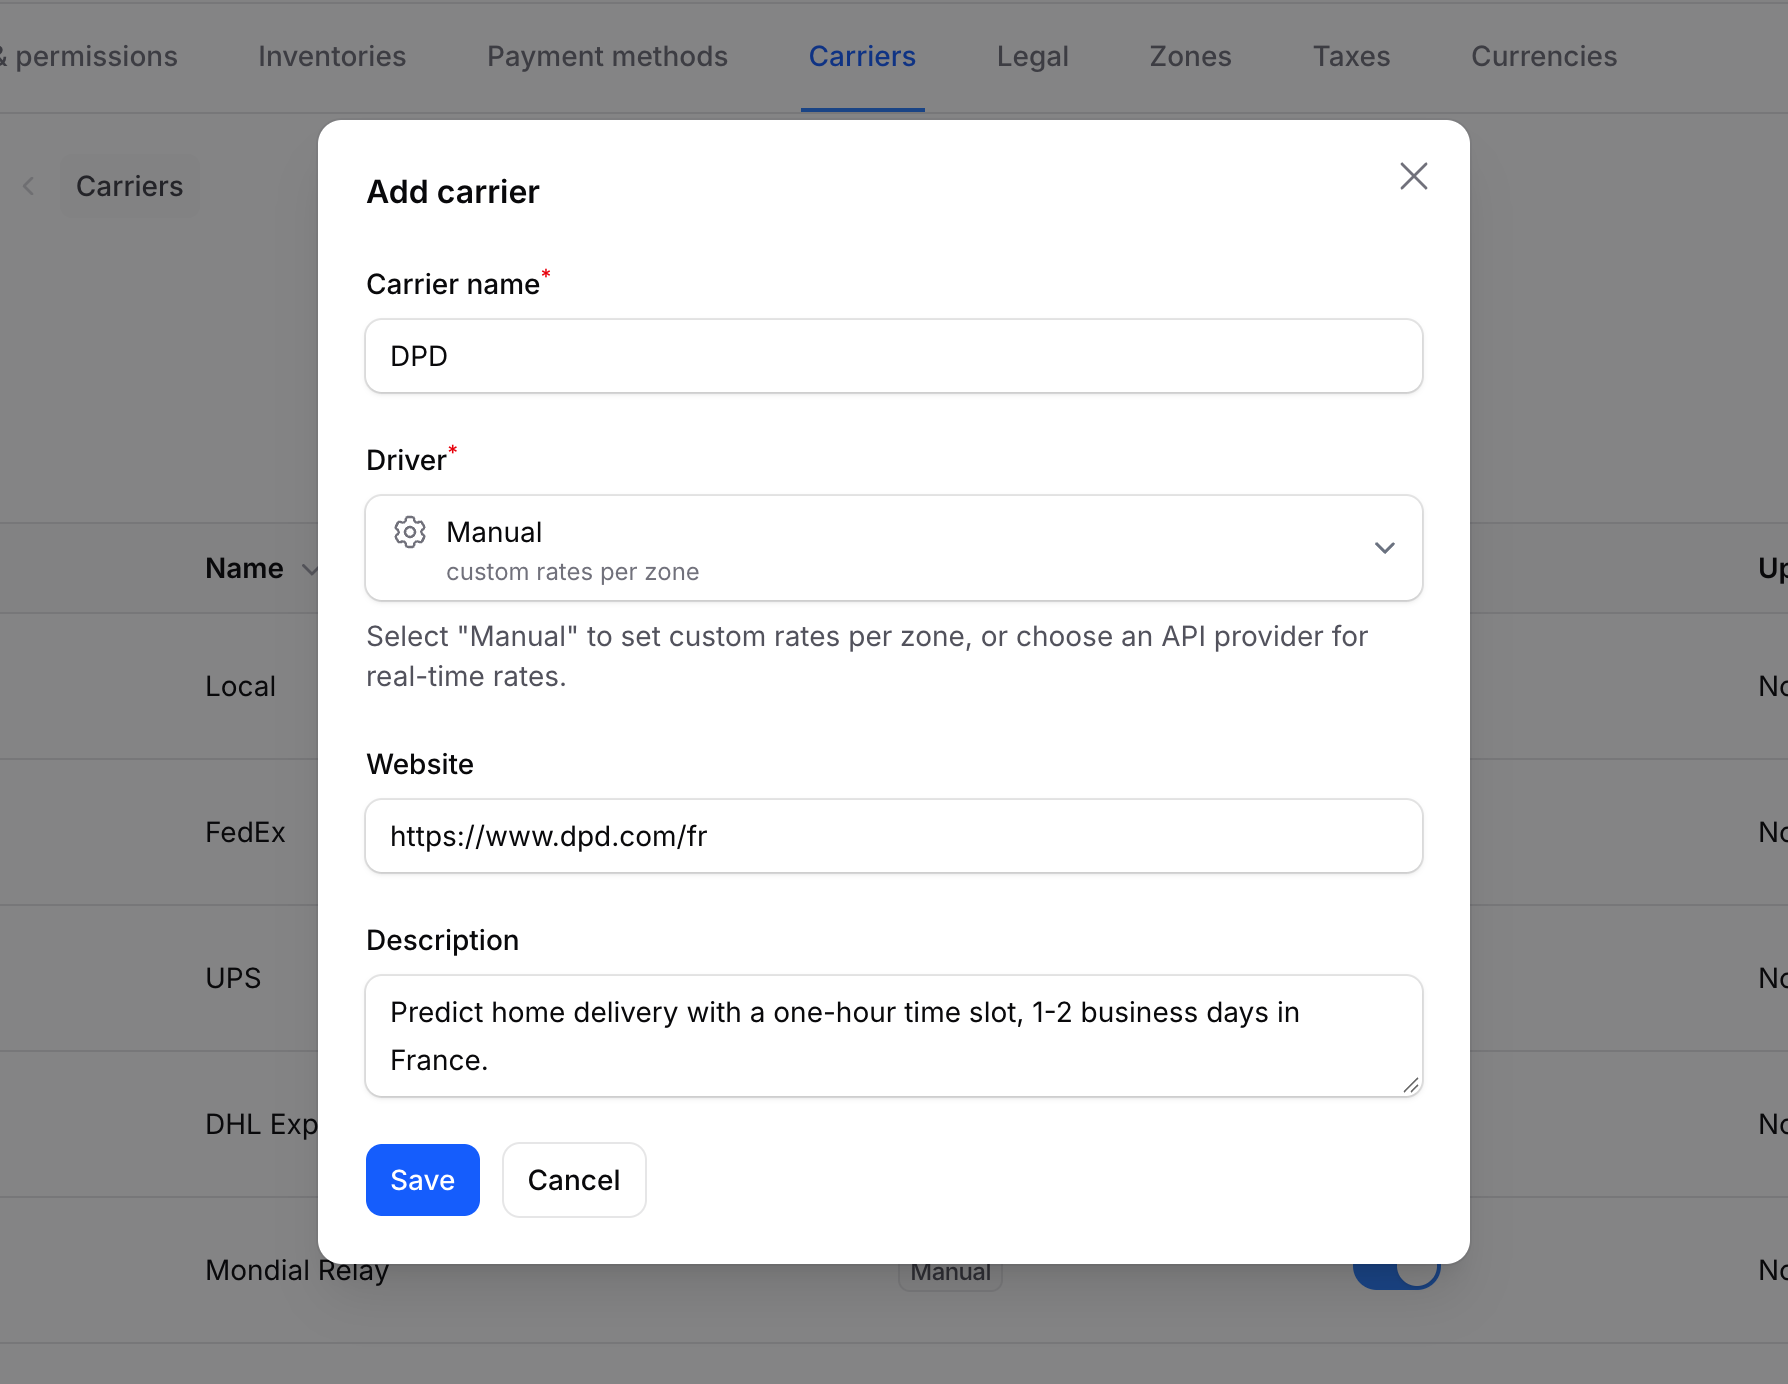 & permissions Inventories Payment methods Carriers Legal Zones Taxes Currencies
Carriers
Add carrier
Carrier name*
DPD
Driver*
Manual
custom rates per zone
Select "Manual" to set custom rates per zone, or choose an API provider for
real-time rates.
Website
https://www.dpd.com/fr
Description
Predict home delivery with a one-hour time slot, 1-2 business days in
France.
Save Cancel
Name
Local
FedEx
UPS
DHL Exp
Mondial Relay Manual